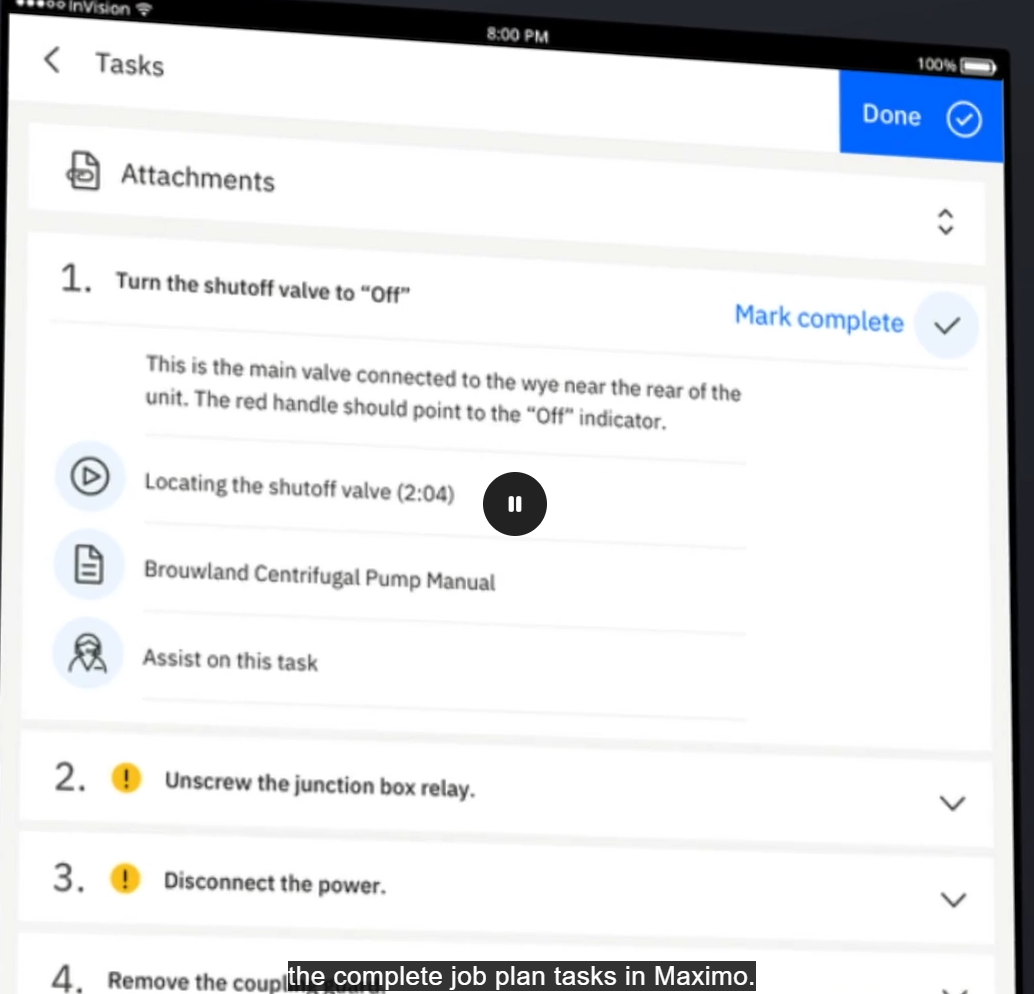 InVision
8:00 PM
100%
Tasks
Done
Attachments
1. Turn the shutoff valve to “Off”
Mark complete
This is the main valve connected to the wye near the rear of the
unit. The red handle should point to the “Off” indicator.
Locating the shutoff valve (2:04)
Brouwland Centrifugal Pump Manual
Assist on this task
2. ! Unscrew the junction box relay.
3. ! Disconnect the power.
4. Remove the coupling guard.
the complete job plan tasks in Maximo.